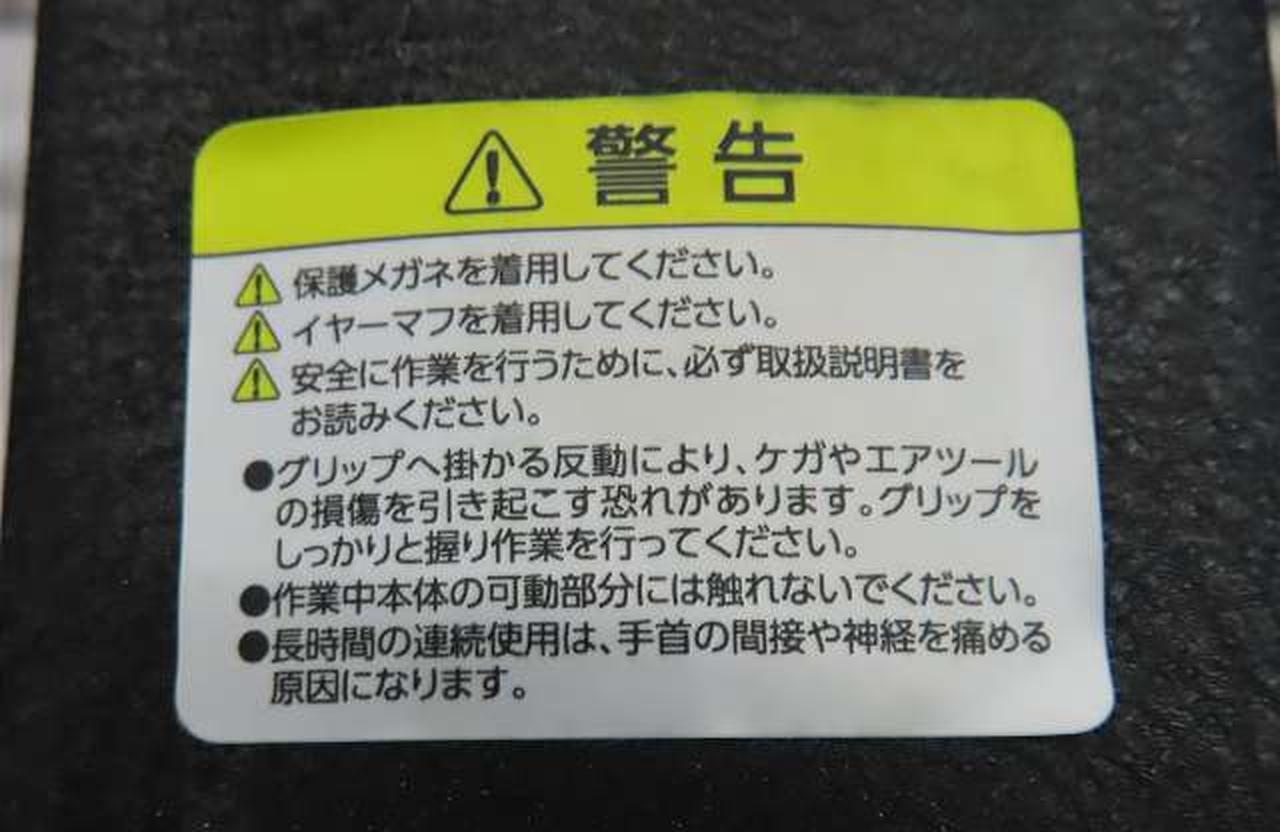 警告
保護メガネを着用してください。
イヤーマフを着用してください。
安全に作業を行うために、必ず取扱説明書を
お読みください。
●グリップへ掛かる反動により、ケガやエアツール
の損傷を引き起こす恐れがあります。グリップを
しっかりと握り作業を行ってください。
●作業中本体の可動部分には触れないでください。
●長時間の連続使用は、手首の間接や神経を痛める
原因になります。